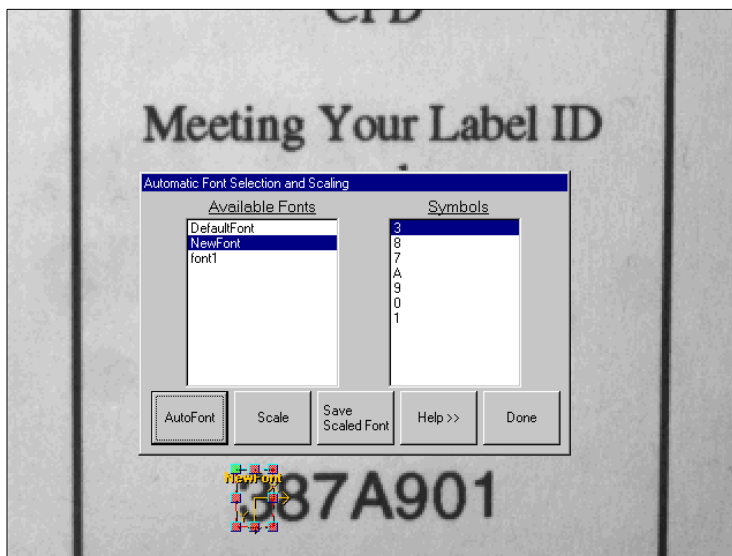 Meeting Your Label ID
Automatic Font Selection and Scaling
Available Fonts
DefaultFont
NewFont
font1
Symbols
3
8
7
A
9
0
1
AutoFont
Scale
Save
Scaled Font
Help >>
Done
NewFont
387A901